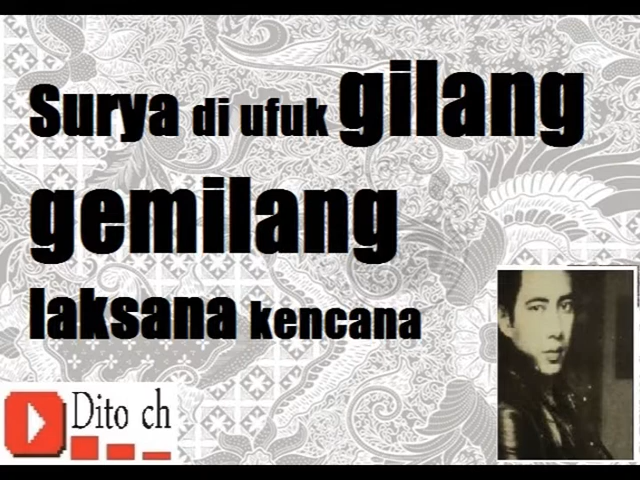 Surya di ufuk gilang
gemilang
laksana kencana
Dito ch